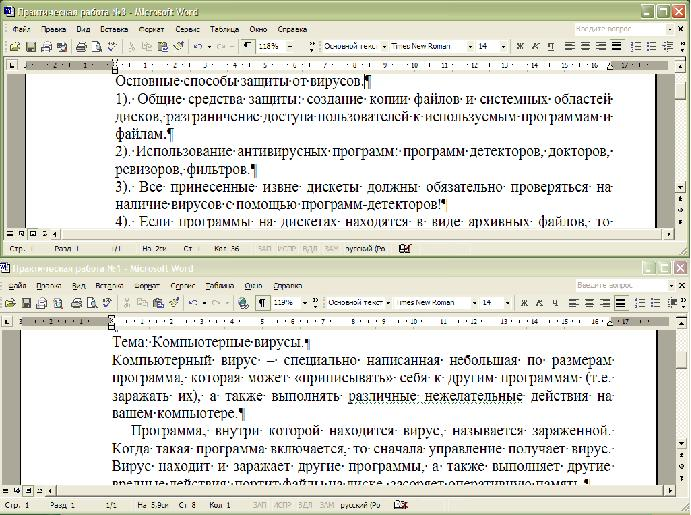 Практическая работа №3 - Microsoft Word
Файл Правка Вид Вставка Формат Сервис Таблица Окно Справка Введите вопрос
118% Основной текст Times New Roman 14 Ж К Ч
Основные способы защиты от вирусов.¶
1). Общие средства защиты: создание копии файлов и системных областей
дисков, разграничение доступа пользователей к используемым программам и
файлам.¶
2). Использование антивирусных программ: программ-детекторов, докторов,
ревизоров, фильтров.¶
3). Все принесенные извне дискеты должны обязательно проверяться на
наличие вирусов с помощью программ-детекторов!¶
4). Если программы на дискетах находятся в виде архивных файлов, то
Стр. 1 Разд 1 1/1 На 2см Ст 1 Кол 36 ЗАП ИСПР ВДЛ ЗАМ русский (Ро
Практическая работа №1 - Microsoft Word
Файл Правка Вид Вставка Формат Сервис Таблица Окно Справка Введите вопрос
119% Основной текст Times New Roman 14 Ж К Ч
Тема: Компьютерные вирусы.¶
Компьютерный вирус – специально написанная небольшая по размерам
программа, которая может «приписывать» себя к другим программам (т.е.
заражать их), а также выполнять различные нежелательные действия на
вашем компьютере.¶
Программа, внутри которой находится вирус, называется зараженной.
Когда такая программа включается, то сначала управление получает вирус.
Вирус находит и заражает другие программы, а также выполняет другие
вредные действия: портит файлы на диске, засоряет оперативную память.¶
Стр. 1 Разд 1 1/1 На 5,9см Ст 8 Кол 1 ЗАП ИСПР ВДЛ ЗАМ русский (Ро